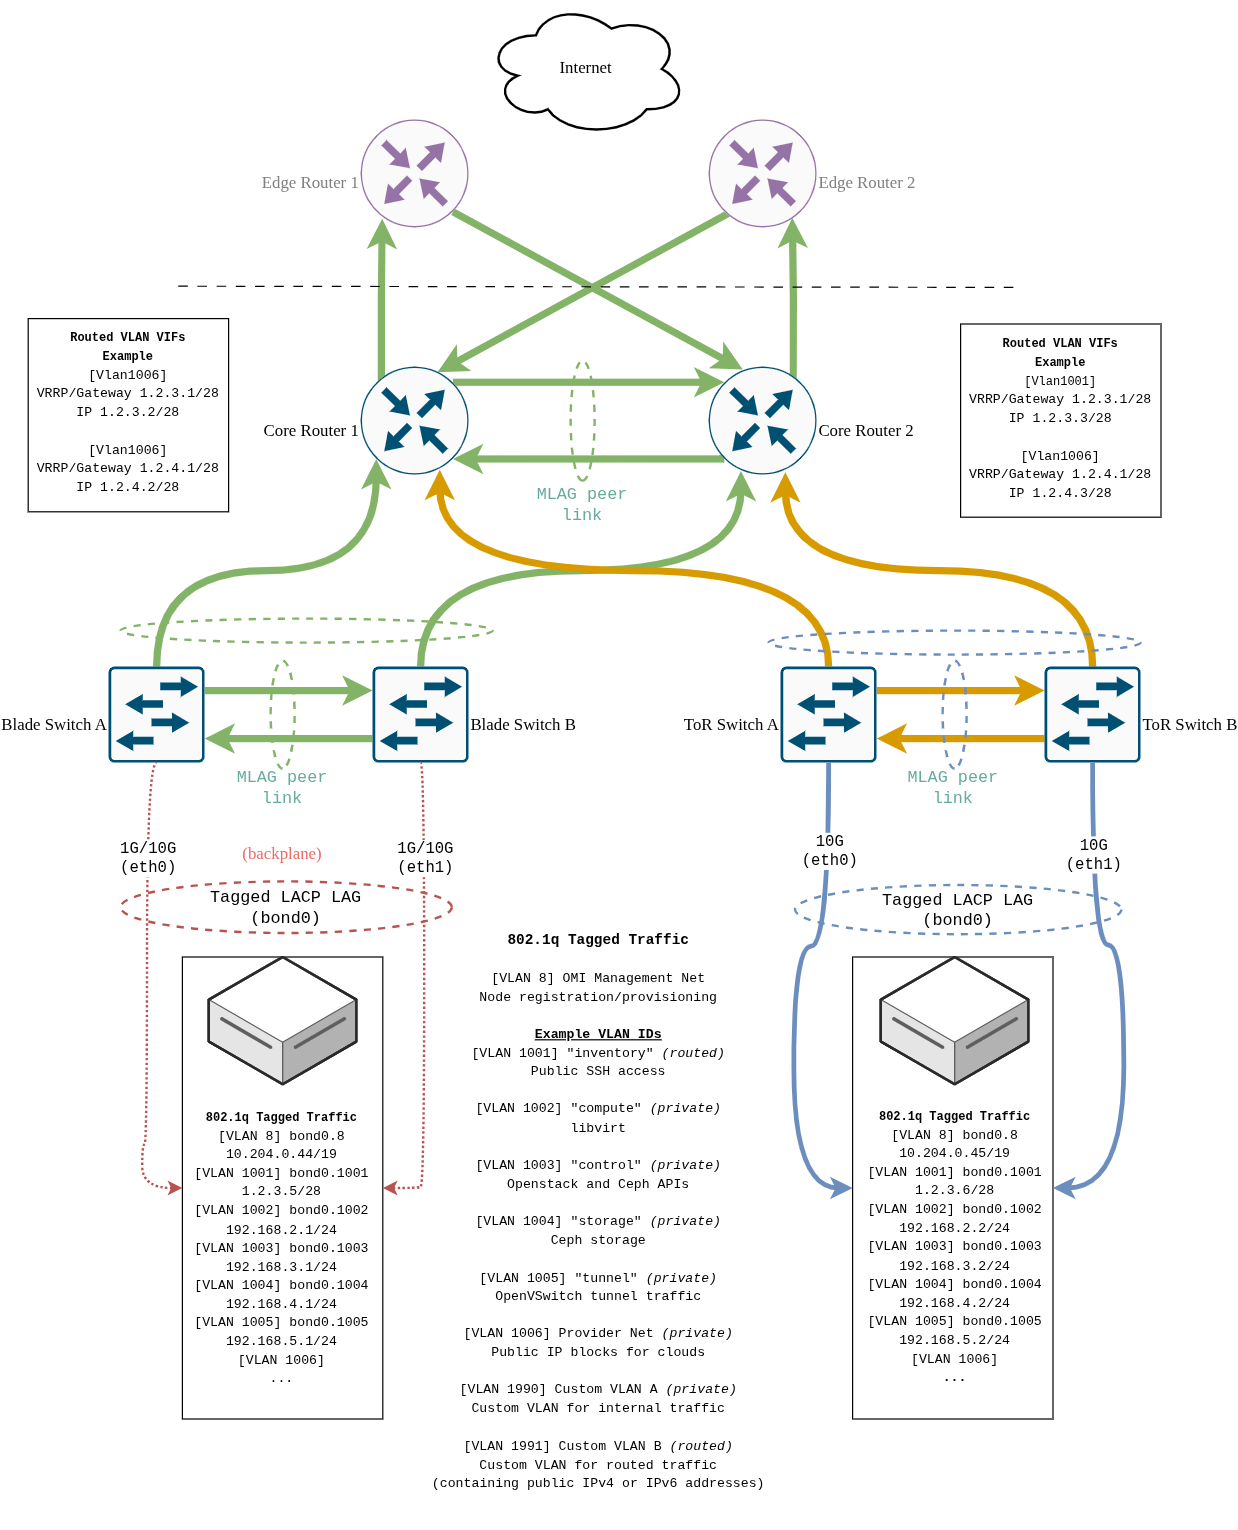 Internet
Edge Router 1
Edge Router 2
Routed VLAN VIFs
Example
[Vlan1006]
VRRP/Gateway 1.2.3.1/28
IP 1.2.3.2/28
[Vlan1006]
VRRP/Gateway 1.2.4.1/28
IP 1.2.4.2/28
Core Router 1
Core Router 2
MLAG peer
link
Routed VLAN VIFs
Example
[Vlan1001]
VRRP/Gateway 1.2.3.1/28
IP 1.2.3.3/28
[Vlan1006]
VRRP/Gateway 1.2.4.1/28
IP 1.2.4.3/28
Blade Switch A
Blade Switch B
MLAG peer
link
ToR Switch A
ToR Switch B
MLAG peer
link
1G/10G
(eth0)
(backplane)
1G/10G
(eth1)
10G
(eth0)
10G
(eth1)
Tagged LACP LAG
(bond0)
Tagged LACP LAG
(bond0)
802.1q Tagged Traffic
[VLAN 8] bond0.8
10.204.0.44/19
[VLAN 1001] bond0.1001
1.2.3.5/28
[VLAN 1002] bond0.1002
192.168.2.1/24
[VLAN 1003] bond0.1003
192.168.3.1/24
[VLAN 1004] bond0.1004
192.168.4.1/24
[VLAN 1005] bond0.1005
192.168.5.1/24
[VLAN 1006]
...
802.1q Tagged Traffic
[VLAN 8] OMI Management Net
Node registration/provisioning
Example VLAN IDs
[VLAN 1001] "inventory" (routed)
Public SSH access
[VLAN 1002] "compute" (private)
libvirt
[VLAN 1003] "control" (private)
Openstack and Ceph APIs
[VLAN 1004] "storage" (private)
Ceph storage
[VLAN 1005] "tunnel" (private)
OpenVSwitch tunnel traffic
[VLAN 1006] Provider Net (private)
Public IP blocks for clouds
[VLAN 1990] Custom VLAN A (private)
Custom VLAN for internal traffic
[VLAN 1991] Custom VLAN B (routed)
Custom VLAN for routed traffic
(containing public IPv4 or IPv6 addresses)
802.1q Tagged Traffic
[VLAN 8] bond0.8
10.204.0.45/19
[VLAN 1001] bond0.1001
1.2.3.6/28
[VLAN 1002] bond0.1002
192.168.2.2/24
[VLAN 1003] bond0.1003
192.168.3.2/24
[VLAN 1004] bond0.1004
192.168.4.2/24
[VLAN 1005] bond0.1005
192.168.5.2/24
[VLAN 1006]
...